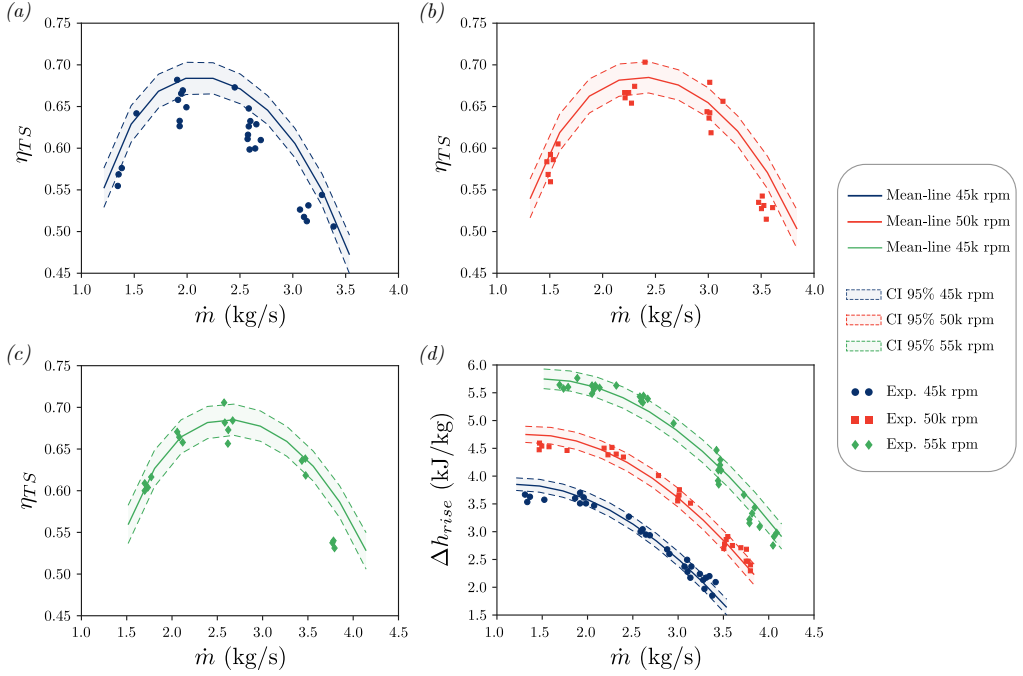 (a)
0.75
0.70
0.65
0.60
0.55
0.50
0.45
η_TS
1.0 1.5 2.0 2.5 3.0 3.5 4.0
ṁ (kg/s)
(b)
0.75
0.70
0.65
0.60
0.55
0.50
0.45
η_TS
1.0 1.5 2.0 2.5 3.0 3.5 4.0
ṁ (kg/s)
(c)
0.75
0.70
0.65
0.60
0.55
0.50
0.45
η_TS
1.0 1.5 2.0 2.5 3.0 3.5 4.0 4.5
ṁ (kg/s)
(d)
6.0
5.5
5.0
4.5
4.0
3.5
3.0
2.5
2.0
1.5
Δh_rise (kJ/kg)
1.0 1.5 2.0 2.5 3.0 3.5 4.0 4.5
ṁ (kg/s)
Mean-line 45k rpm
Mean-line 50k rpm
Mean-line 45k rpm
CI 95% 45k rpm
CI 95% 50k rpm
CI 95% 55k rpm
Exp. 45k rpm
Exp. 50k rpm
Exp. 55k rpm